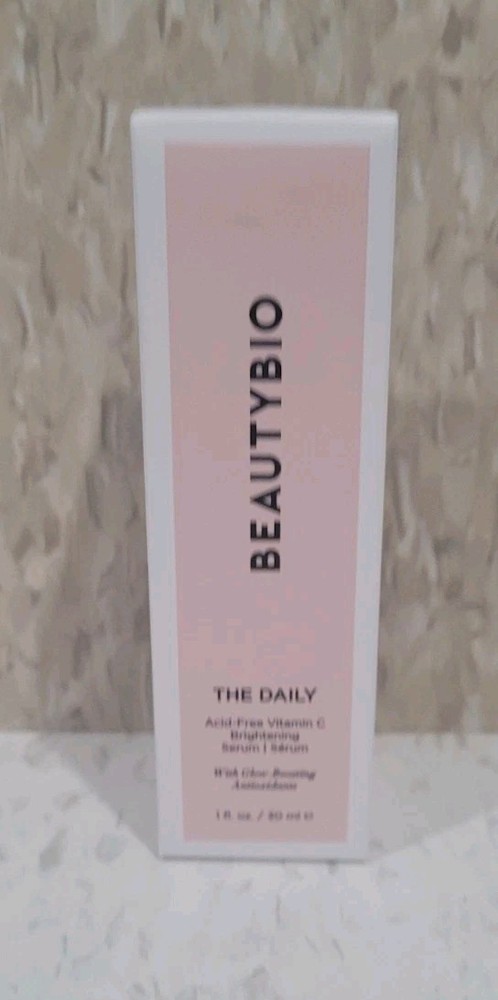 BEAUTYBIO
THE DAILY
Acid-Free Vitamin C
Brightening
Serum | Sérum
With Glow-Boosting
Antioxidants
1 fl. oz. / 30 ml e